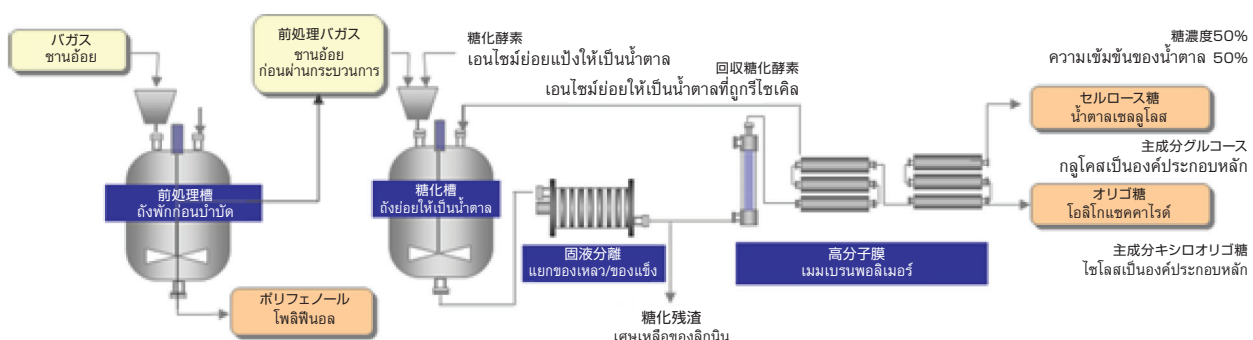 バガス
ชานอ้อย
前処理バガス
ชานอ้อย
ก่อนผ่านกระบวนการ
糖化酵素
เอนไซม์ย่อยแป้งให้เป็นน้ำตาล
回収糖化酵素
เอนไซม์ย่อยให้เป็นน้ำตาลที่ถูกรีไซเคิล
糖濃度50%
ความเข้มข้นของน้ำตาล 50%
セルロース糖
น้ำตาลเซลลูโลส
主成分グルコース
กลูโคสเป็นองค์ประกอบหลัก
前処理槽
ถังพักก่อนบำบัด
糖化槽
ถังย่อยให้เป็นน้ำตาล
オリゴ糖
โอลิโกแซคคาไรด์
固液分離
แยกของเหลว/ของแข็ง
高分子膜
เมมเบรนพอลิเมอร์
主成分キシロオリゴ糖
ไซโลสเป็นองค์ประกอบหลัก
ポリフェノール
โพลิฟีนอล
糖化残渣
เศษเหลือของลิกนิน